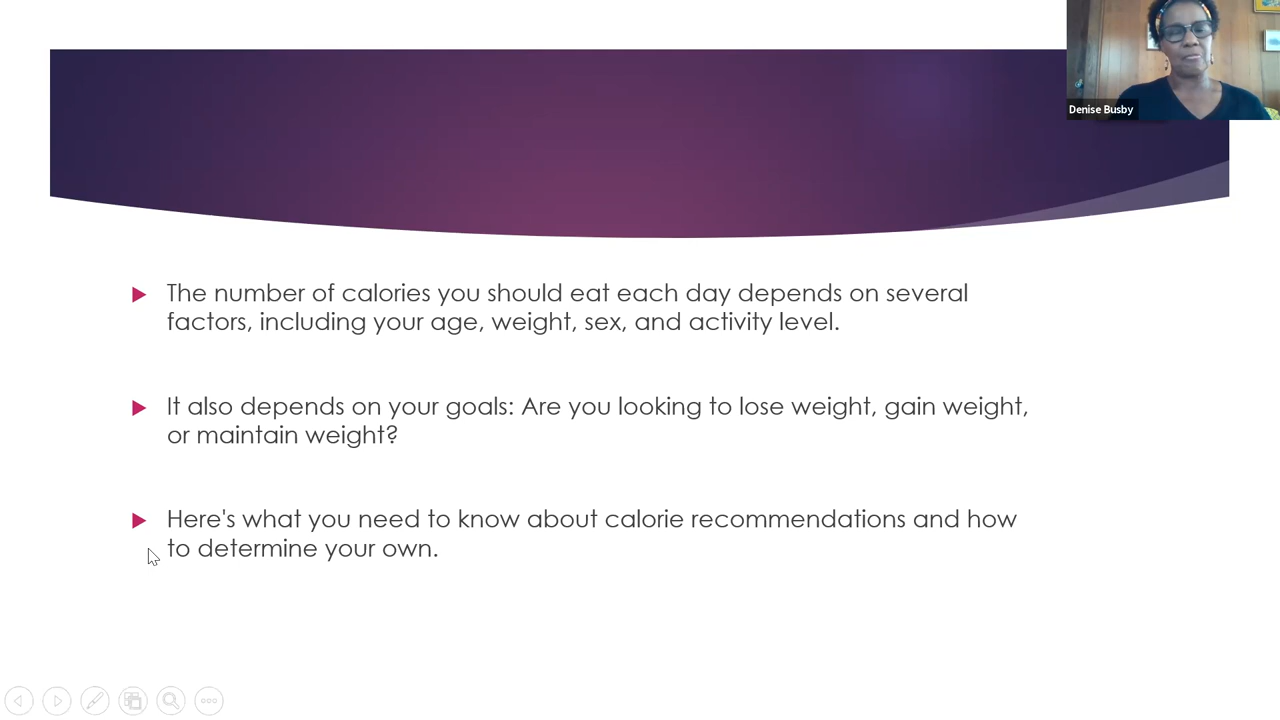 Denise Busby
The number of calories you should eat each day depends on several
factors, including your age, weight, sex, and activity level.
It also depends on your goals: Are you looking to lose weight, gain weight,
or maintain weight?
Here's what you need to know about calorie recommendations and how
to determine your own.